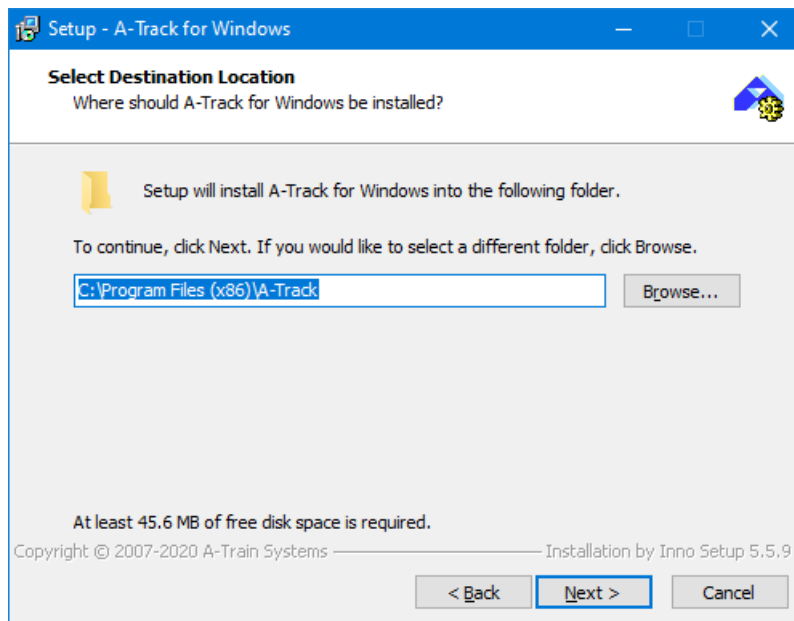 Setup - A-Track for Windows
Select Destination Location
Where should A-Track for Windows be installed?
Setup will install A-Track for Windows into the following folder.
To continue, click Next. If you would like to select a different folder, click Browse.
C:\Program Files (x86)\A-Track
Browse...
At least 45.6 MB of free disk space is required.
Copyright © 2007-2020 A-Train Systems
Installation by Inno Setup 5.5.9
< Back
Next >
Cancel